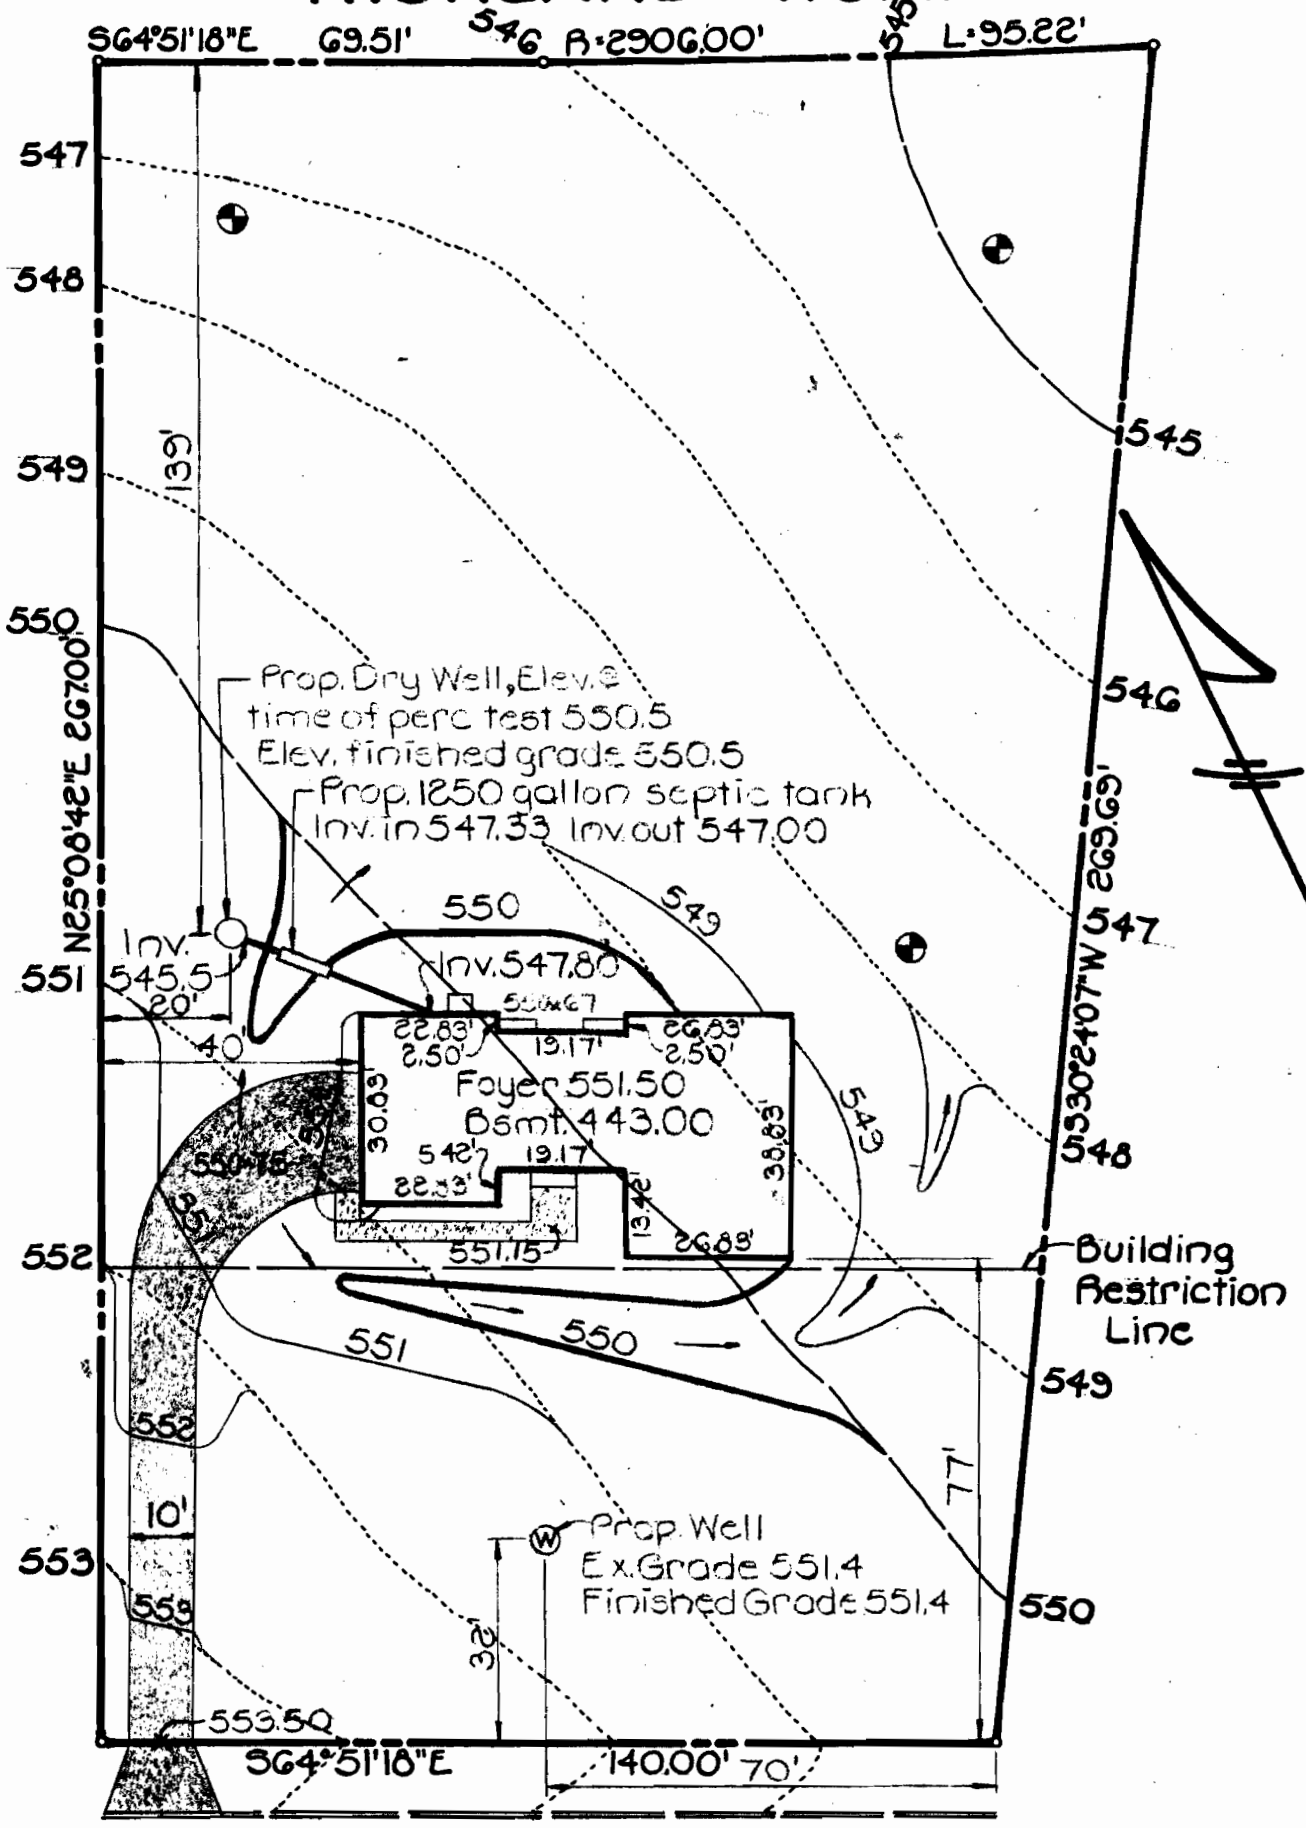 S64°51'18"E 69.51' 546 R=2906.00' 545 L=95.22'
547
548
139'
545
549
550
N25°08'42"E 267.00'
Prop. Dry Well, Elev. @
time of perc test 550.5
Elev. finished grade 550.5
Prop. 1250 gallon septic tank
Inv. in 547.33 Inv. out 547.00
546
S30°24'07"W 269.69'
550
549
547
Inv.
545.5
551
Inv. 547.80
20'
22.83'
2.50'
19.17'
26.83'
2.50'
40'
Foyer 551.50
Bsmt. 443.00
30.83'
38.83'
549
548
550.75
5.42'
19.17'
22.83'
13.42'
26.83'
551
551.15
552
Building
Restriction
Line
551
550
549
552
77'
10'
Prop. Well
Ex. Grade 551.4
Finished Grade 551.4
W
553
553
32'
550
553.50
S64°51'18"E 140.00' 70'